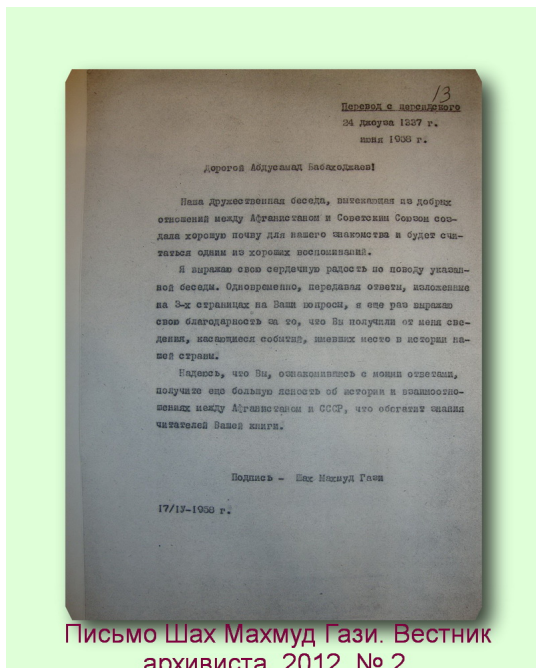 13
Перевод с персидского
24 джоуза 1337 г.
июня 1958 г.
Дорогой Абдусамад Бабаходжаев!
Наша дружественная беседа, вытекающая из добрых
отношений между Афганистаном и Советским Союзом соз-
дала хорошую почву для нашего знакомства и будет счи-
таться одним из хороших воспоминаний.
Я выражаю свою сердечную радость по поводу указан-
ной беседы. Одновременно, передавая ответы, изложенные
на 3-х страницах на Ваши вопросы, я еще раз выражаю
свою благодарность за то, что Вы получили от меня све-
дения, касающиеся событий, имевших место в истории на-
шей страны.
Надеюсь, что Вы, ознакомившись с моими ответами,
получите еще большую ясность об истории и взаимоотно-
шениях между Афганистаном и СССР, что обогатит знания
читателей Вашей книги.
Подпись – Шах Махмуд Гази
17/IУ-1958 г.
Письмо Шах Махмуд Гази. Вестник
архивиста. 2012. № 2